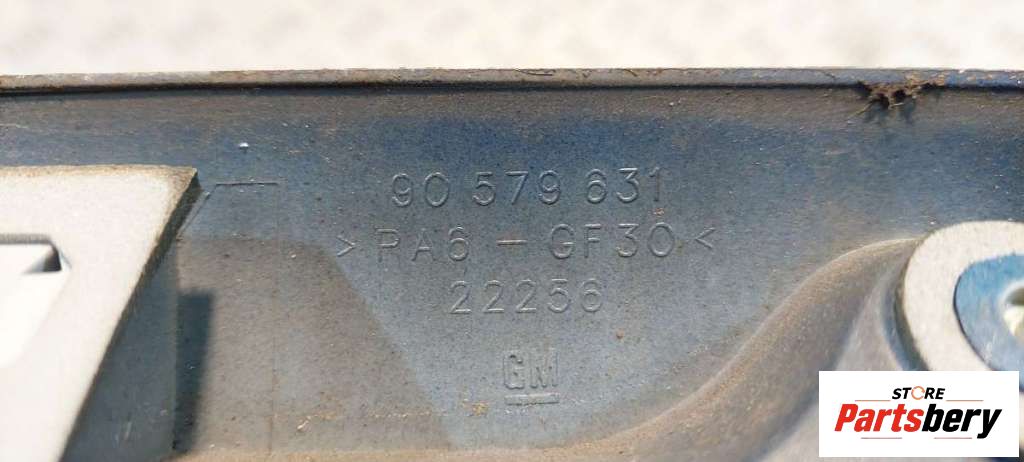 90 579 631
>PA6 - GF30<
22256
GM
STORE
Partsbery